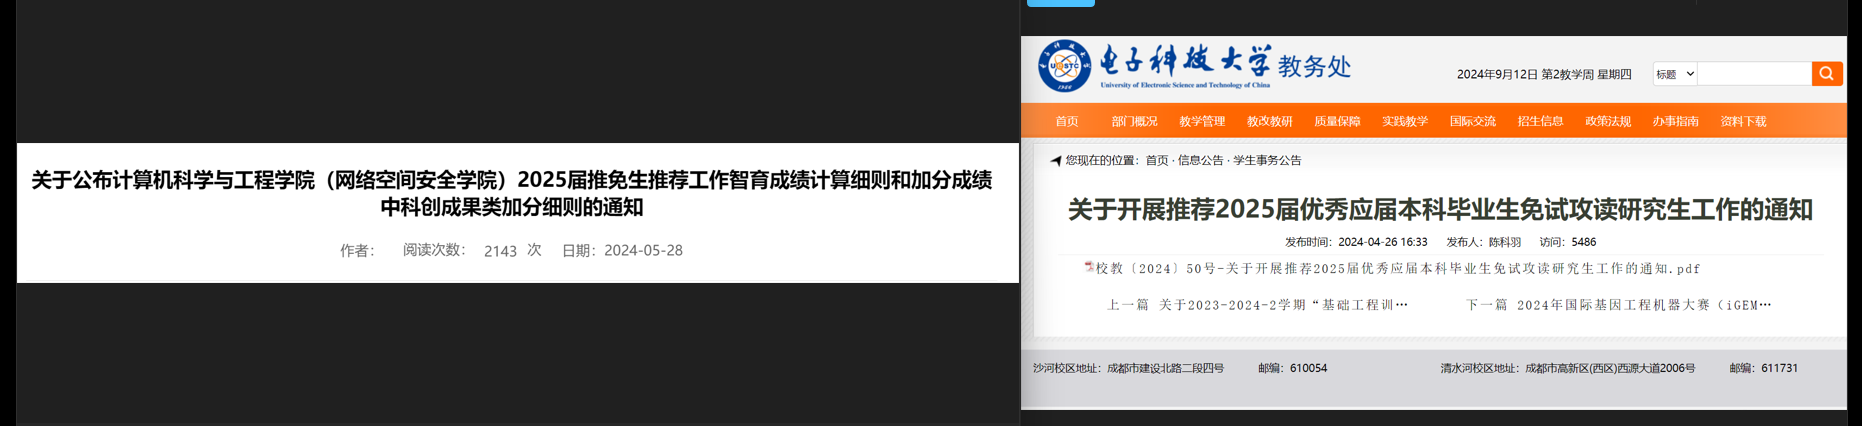 关于公布计算机科学与工程学院（网络空间安全学院）2025届推免生推荐工作智育成绩计算细则和加分成绩
中科创成果类加分细则的通知
作者： 阅读次数： 2143 次 日期：2024-05-28
电子科技大学 教务处
University of Electronic Science and Technology of China
UESTC
1956
2024年9月12日 第2教学周 星期四
标题
首页 部门概况 教学管理 教改教研 质量保障 实践教学 国际交流 招生信息 政策法规 办事指南 资料下载
您现在的位置：首页 · 信息公告 · 学生事务公告
关于开展推荐2025届优秀应届本科毕业生免试攻读研究生工作的通知
发布时间：2024-04-26 16:33 发布人：陈科羽 访问：5486
校教〔2024〕50号-关于开展推荐2025届优秀应届本科毕业生免试攻读研究生工作的通知.pdf
上一篇 关于2023-2024-2学期“基础工程训… 下一篇 2024年国际基因工程机器大赛（iGEM…
沙河校区地址：成都市建设北路二段四号 邮编：610054 清水河校区地址：成都市高新区(西区)西源大道2006号 邮编：611731